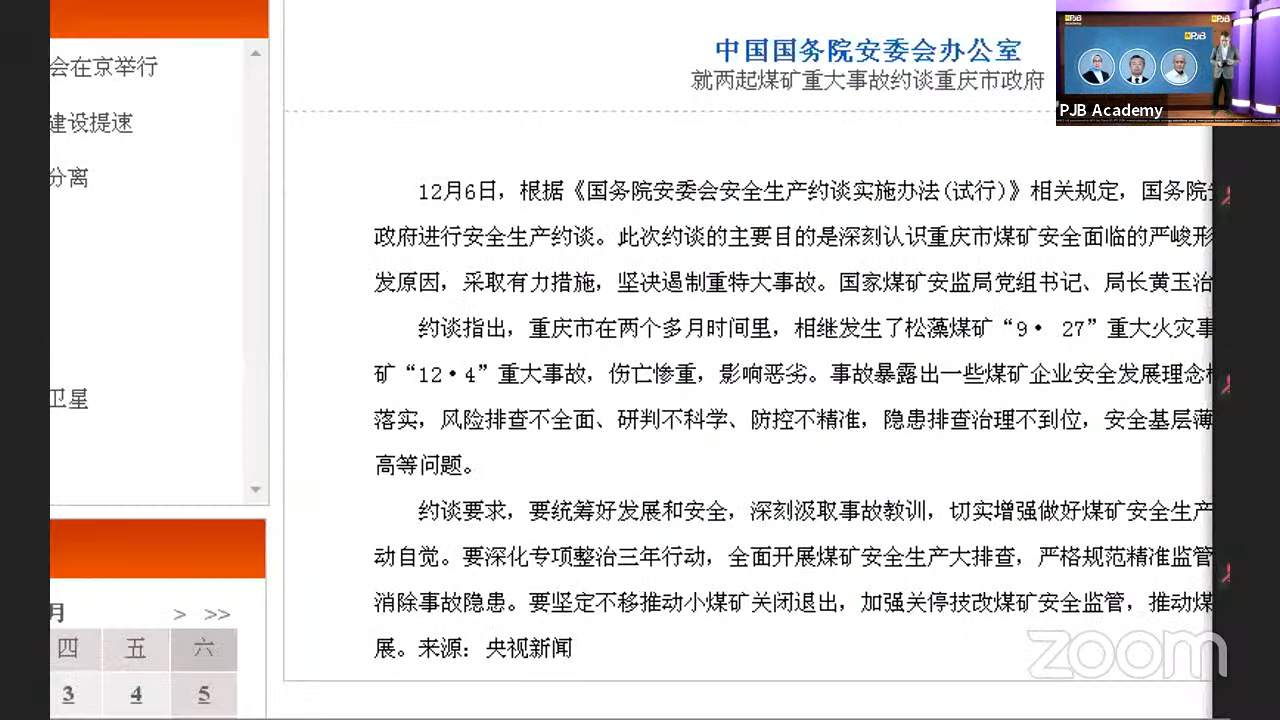 会在京举行
建设提速
分离
卫星
月
> >>
四 五 六
3 4 5
中国国务院安委会办公室
就两起煤矿重大事故约谈重庆市政府
12月6日，根据《国务院安委会安全生产约谈实施办法(试行)》相关规定，国务院安
政府进行安全生产约谈。此次约谈的主要目的是深刻认识重庆市煤矿安全面临的严峻形
发原因，采取有力措施，坚决遏制重特大事故。国家煤矿安监局党组书记、局长黄玉治
约谈指出，重庆市在两个多月时间里，相继发生了松藻煤矿“9· 27”重大火灾事
矿“12·4”重大事故，伤亡惨重，影响恶劣。事故暴露出一些煤矿企业安全发展理念
落实，风险排查不全面、研判不科学、防控不精准，隐患排查治理不到位，安全基层薄
高等问题。
约谈要求，要统筹好发展和安全，深刻汲取事故教训，切实增强做好煤矿安全生产
动自觉。要深化专项整治三年行动，全面开展煤矿安全生产大排查，严格规范精准监管
消除事故隐患。要坚定不移推动小煤矿关闭退出，加强关停技改煤矿安全监管，推动煤
展。来源：央视新闻
PJB
PJB
PJB
PJB Academy
zoom